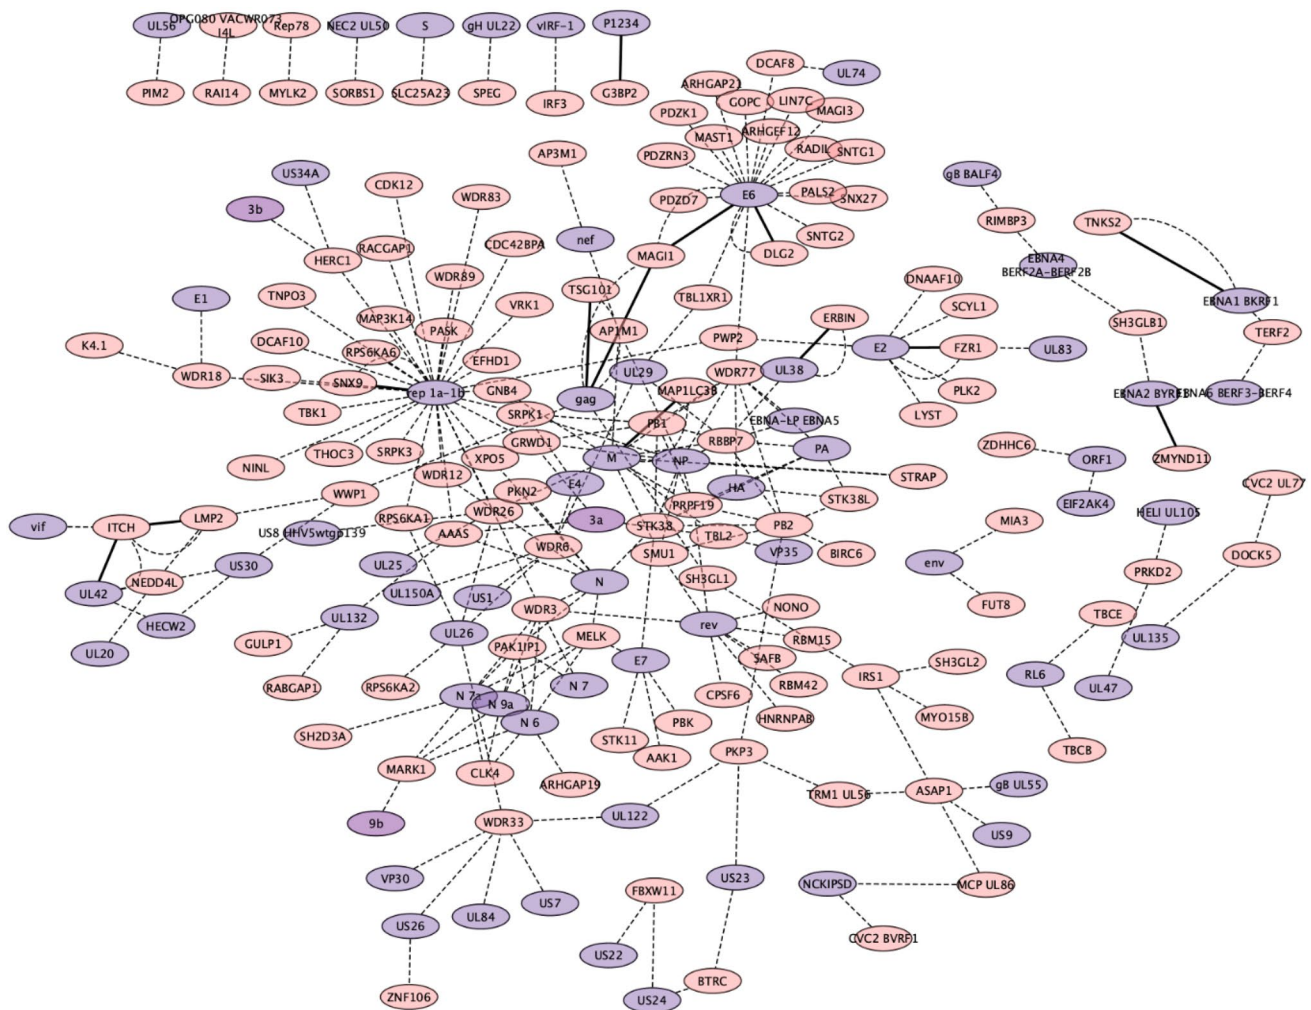 UL56
OPG080 VACWR073
I4L
Rep78
NEC2 UL50
S
gH UL22
vIRF-1
P1234
PIM2
RAI14
MYLK2
SORBS1
SLC25A23
SPEG
IRF3
G3BP2
DCAF8
UL74
ARHGAP21
GOPC
LIN7C
MAGI3
PDZK1
MAST1
ARHGEF12
RADIL
SNTG1
PDZRN3
AP3M1
US34A
CDK12
WDR83
E6
PALS2
SNX27
PDZD7
gB BALF4
3b
RIMBP3
TNKS2
nef
SNTG2
RACGAP1
CDC42BPA
HERC1
MAGI1
DLG2
EBNA4
BERF2A-BERF2B
WDR89
DNAAF10
TSG101
TBL1XR1
E1
TNPO3
VRK1
SCYL1
EBNA1 BKRF1
MAP3K14
PASK
AP1M1
ERBIN
SH3GLB1
TERF2
K4.1
DCAF10
RPS6KA6
PWP2
E2
FZR1
UL83
EFHD1
WDR18
SIK3
SNX9
UL29
WDR77
UL38
rep 1a-1b
GNB4
gag
MAP1LC3B
PLK2
EBNA2 BYRF1
EBNA6 BERF3-BERF4
TBK1
SRPK1
PB1
EBNA-LP EBNA5
LYST
GRWD1
RBBP7
PA
ZDHHC6
THOC3
SRPK3
XPO5
M
NP
ORF1
ZMYND11
NINL
WDR12
STRAP
E4
HA
CVC2 UL77
WWP1
PKN2
STK38L
EIF2AK4
PRPF19
vif
ITCH
LMP2
RPS6KA1
WDR26
3a
STK38
PB2
MIA3
HELI UL105
US8 HHV5wtgp139
AAAS
TBL2
WDR6
SMU1
VP35
BIRC6
DOCK5
UL25
US30
env
PRKD2
NEDD4L
N
SH3GL1
UL42
UL150A
US1
WDR3
NONO
FUT8
TBCE
HECW2
UL132
rev
UL26
MELK
RBM15
UL135
GULP1
PAK1IP1
UL20
E7
SAFB
SH3GL2
RL6
IRS1
RABGAP1
RPS6KA2
N 7
RBM42
UL47
N 7a
CPSF6
N 9a
N 6
PBK
HNRNPAB
MYO15B
SH2D3A
STK11
PKP3
TBCB
AAK1
MARK1
CLK4
ARHGAP19
gB UL55
TRM1 UL56
ASAP1
9b
WDR33
UL122
US9
VP30
US23
NCKIPSD
MCP UL86
FBXW11
US7
UL84
US26
CVC2 BVRF1
US22
BTRC
ZNF106
US24